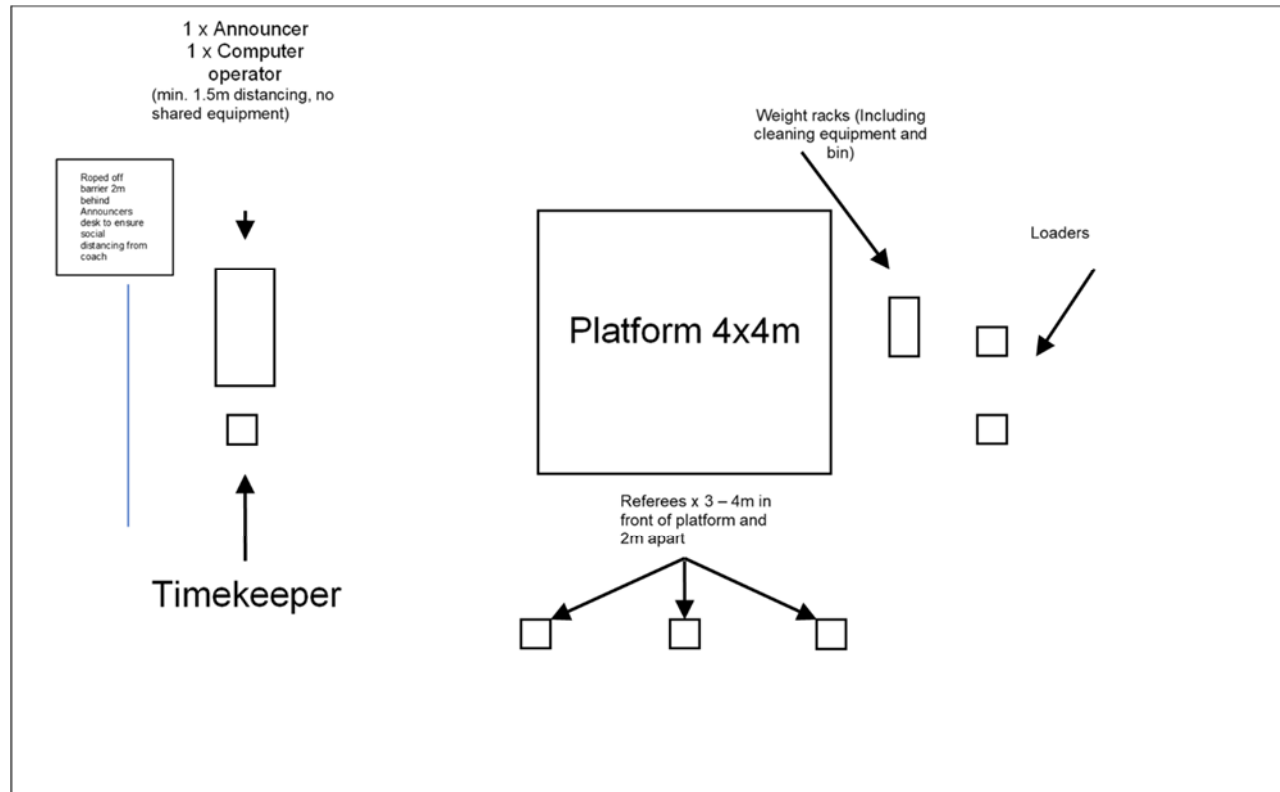 1 x Announcer
1 x Computer
operator
(min. 1.5m distancing, no
shared equipment)
Weight racks (Including
cleaning equipment and
bin)
Roped off
barrier 2m
behind
Announcers
desk to ensure
social
distancing from
coach
Loaders
Platform 4x4m
Referees x 3 – 4m in
front of platform and
2m apart
Timekeeper